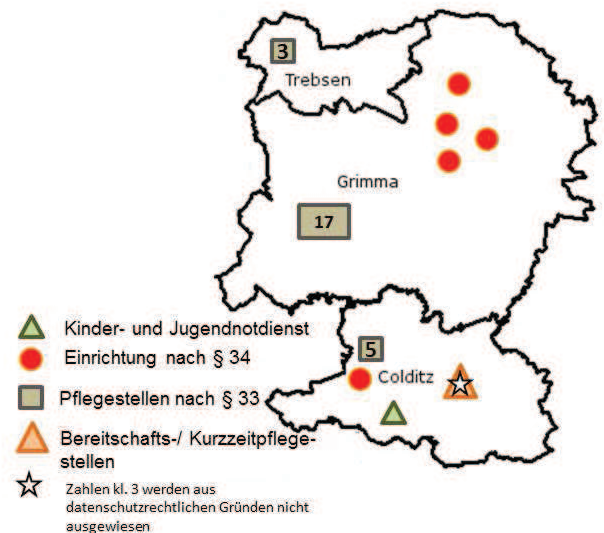 3
Trebsen
Grimma
17
5
Colditz
Kinder- und Jugendnotdienst
Einrichtung nach § 34
Pflegestellen nach § 33
Bereitschafts-/ Kurzzeitpflege-
stellen
Zahlen kl. 3 werden aus
datenschutzrechtlichen Gründen nicht
ausgewiesen